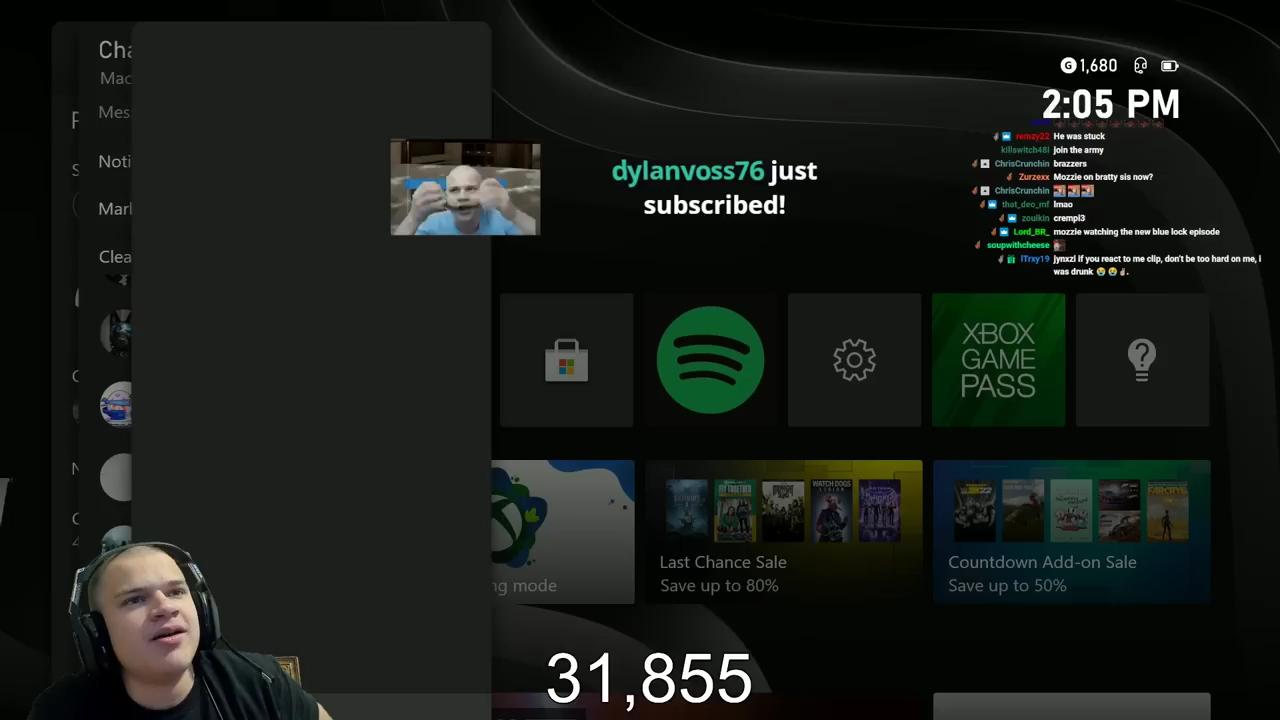 Cha
Mac
Mes
Noti
Mark
Clea
1,680
2:05 PM
remzy22 He was stuck
killswitch48l join the army
ChrisCrunchin brazzers
Zurzexx Mozzie on bratty sis now?
ChrisCrunchin
that_deo_mf lmao
zoulkin crempi3
Lord_BR_ mozzie watching the new blue lock episode
soupwithcheese
lTrxy19 jynxzi if you react to me clip, don't be too hard on me, i
was drunk
dylanvoss76 just
subscribed!
XBOX
GAME
PASS
ng mode
Last Chance Sale
Save up to 80%
Countdown Add-on Sale
Save up to 50%
31,855